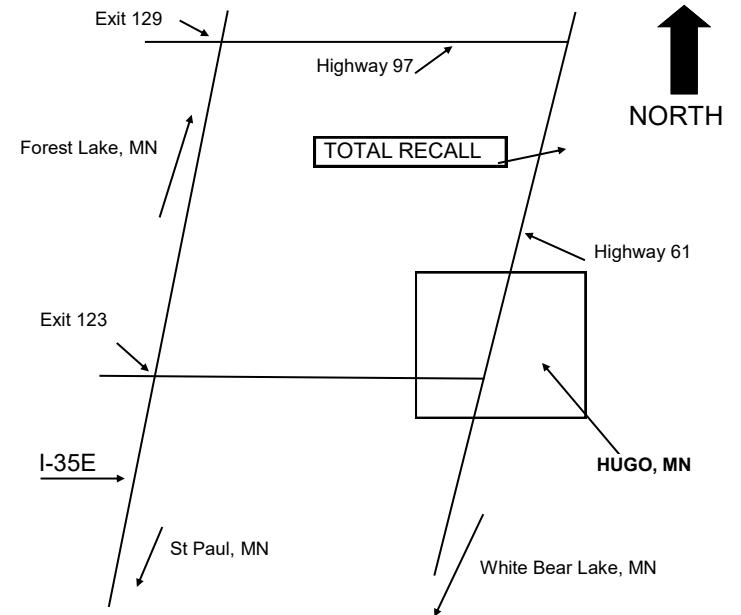 Exit 129
Highway 97
NORTH
Forest Lake, MN
TOTAL RECALL
Highway 61
Exit 123
I-35E
HUGO, MN
St Paul, MN
White Bear Lake, MN